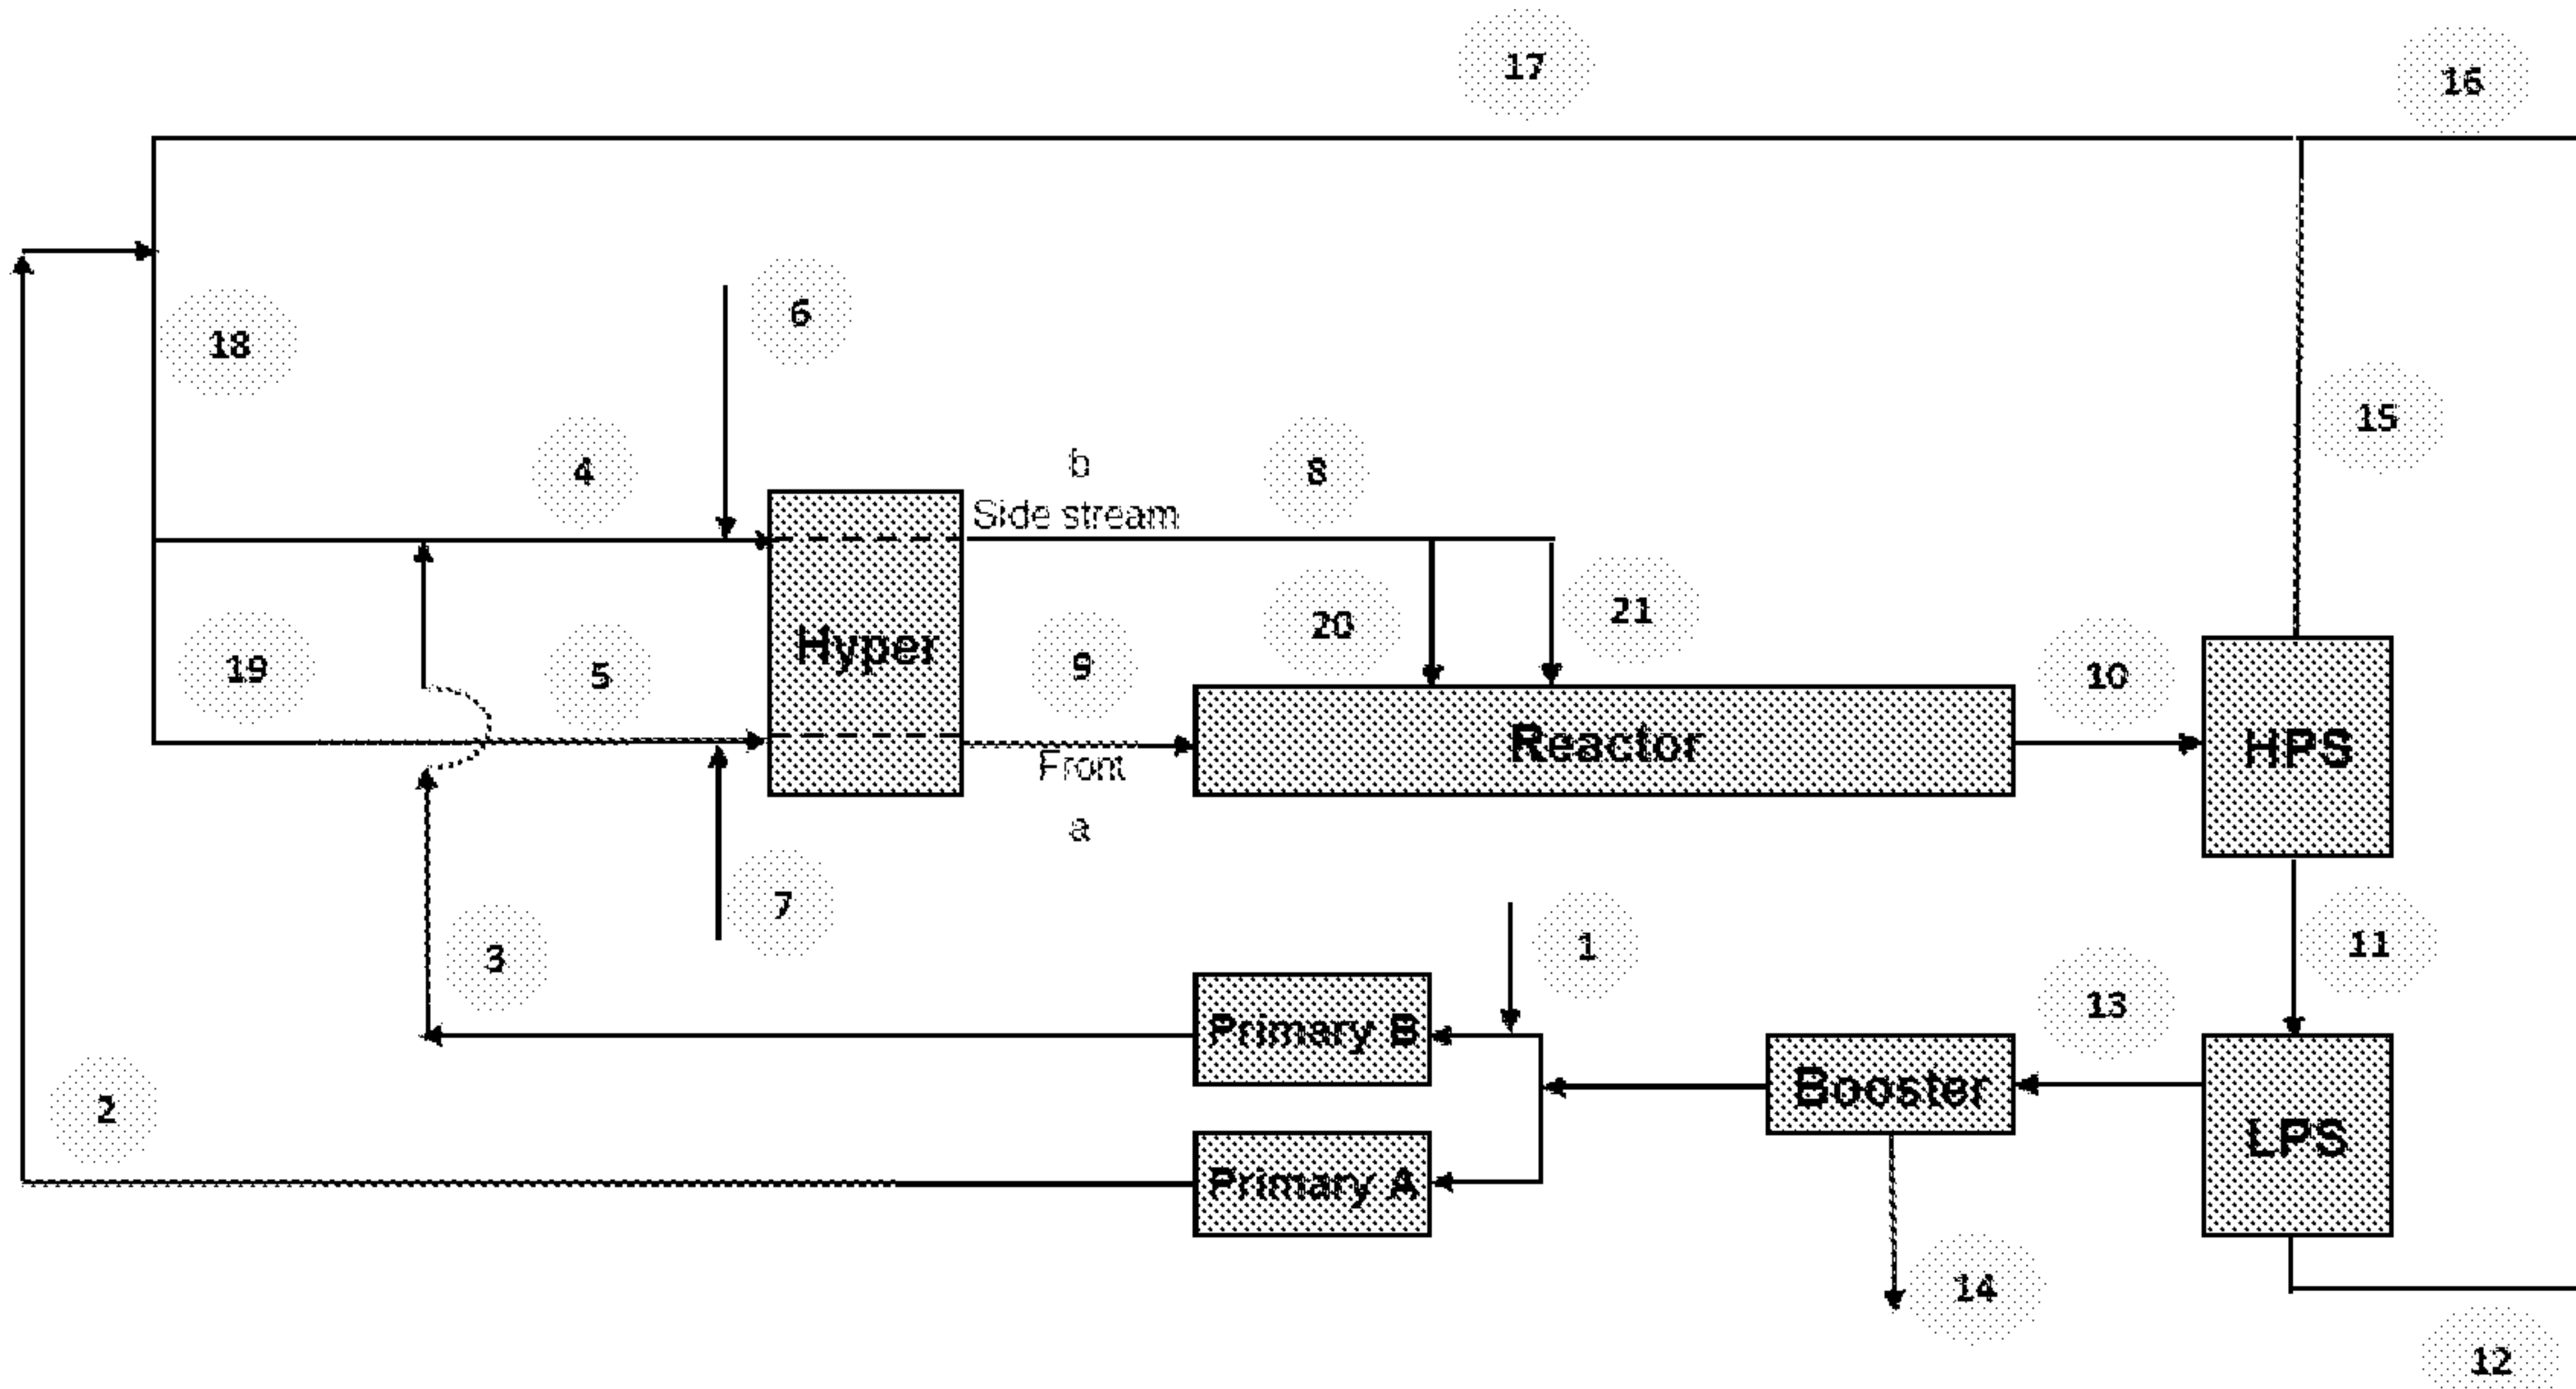 17
16
18
6
15
4
b
8
Side stream
20
21
19
5
Hyper
9
10
Reactor
HPS
Front
a
7
3
1
11
13
Primary B
Booster
2
LPS
Primary A
14
12